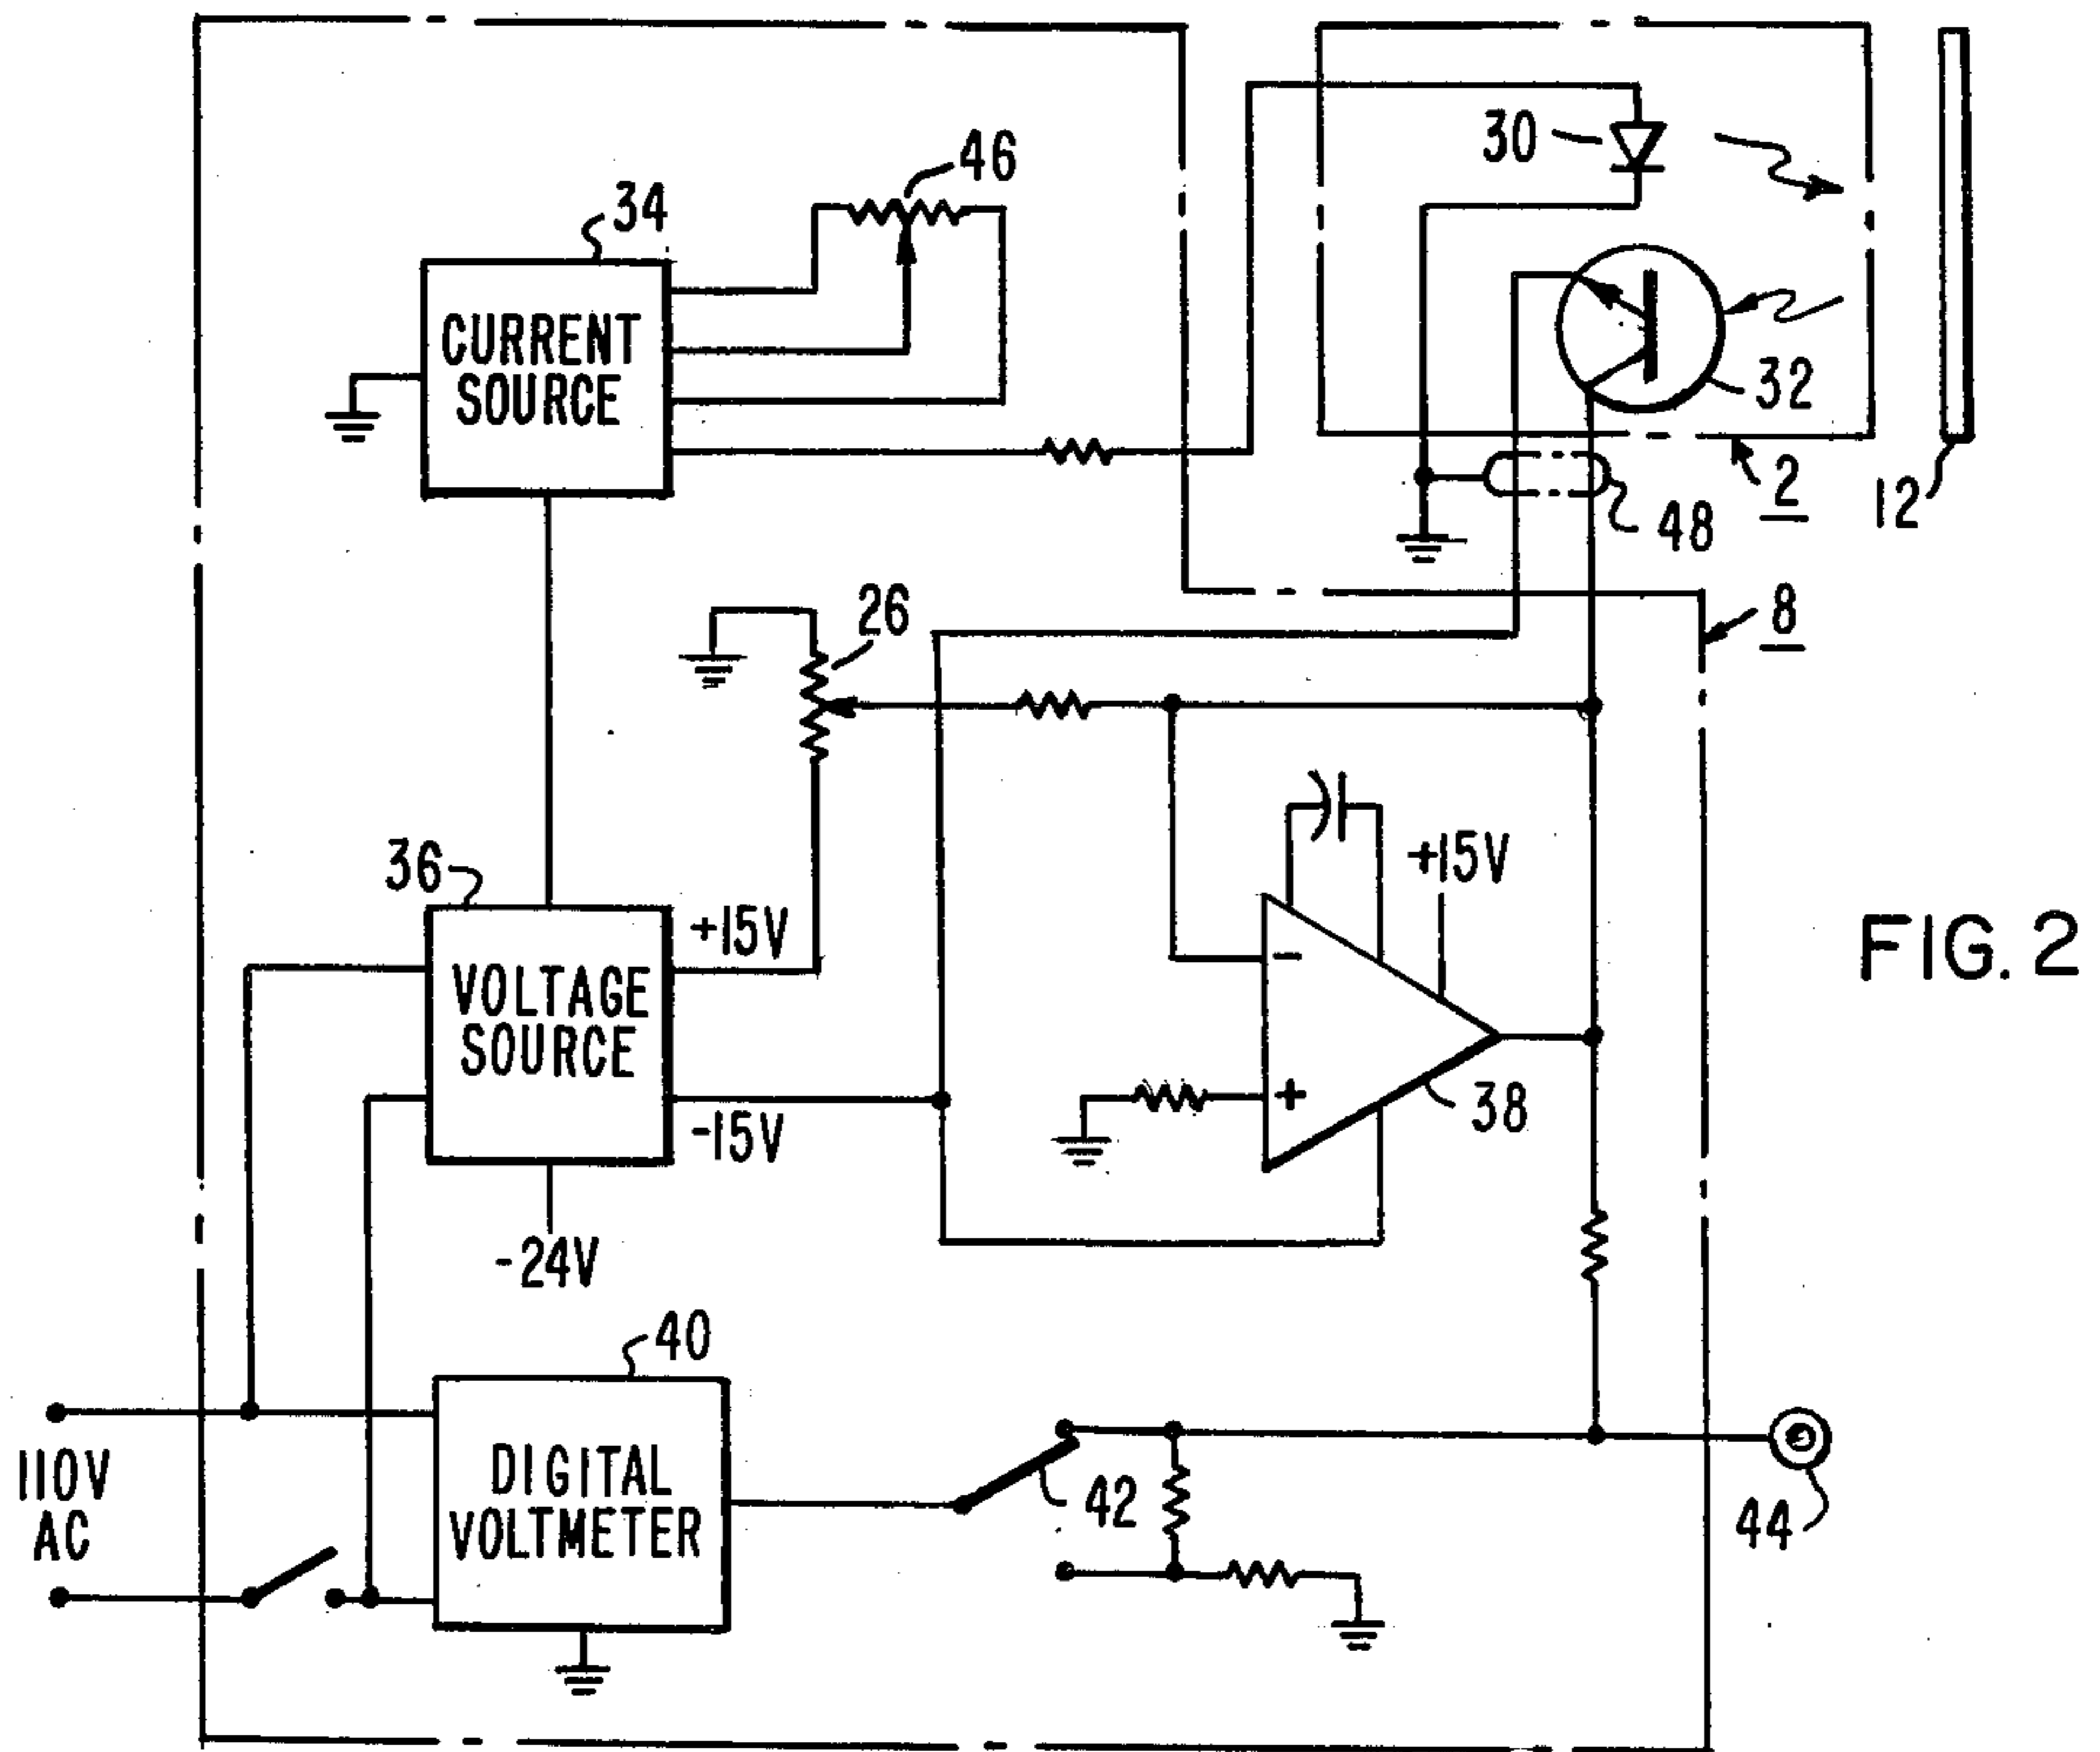 30
46
34
CURRENT
SOURCE
32
2
12
48
26
8
36
+15V
+15V
VOLTAGE
SOURCE
-
FIG. 2
-15V
+
38
-24V
40
110V
AC
DIGITAL
VOLTMETER
42
44